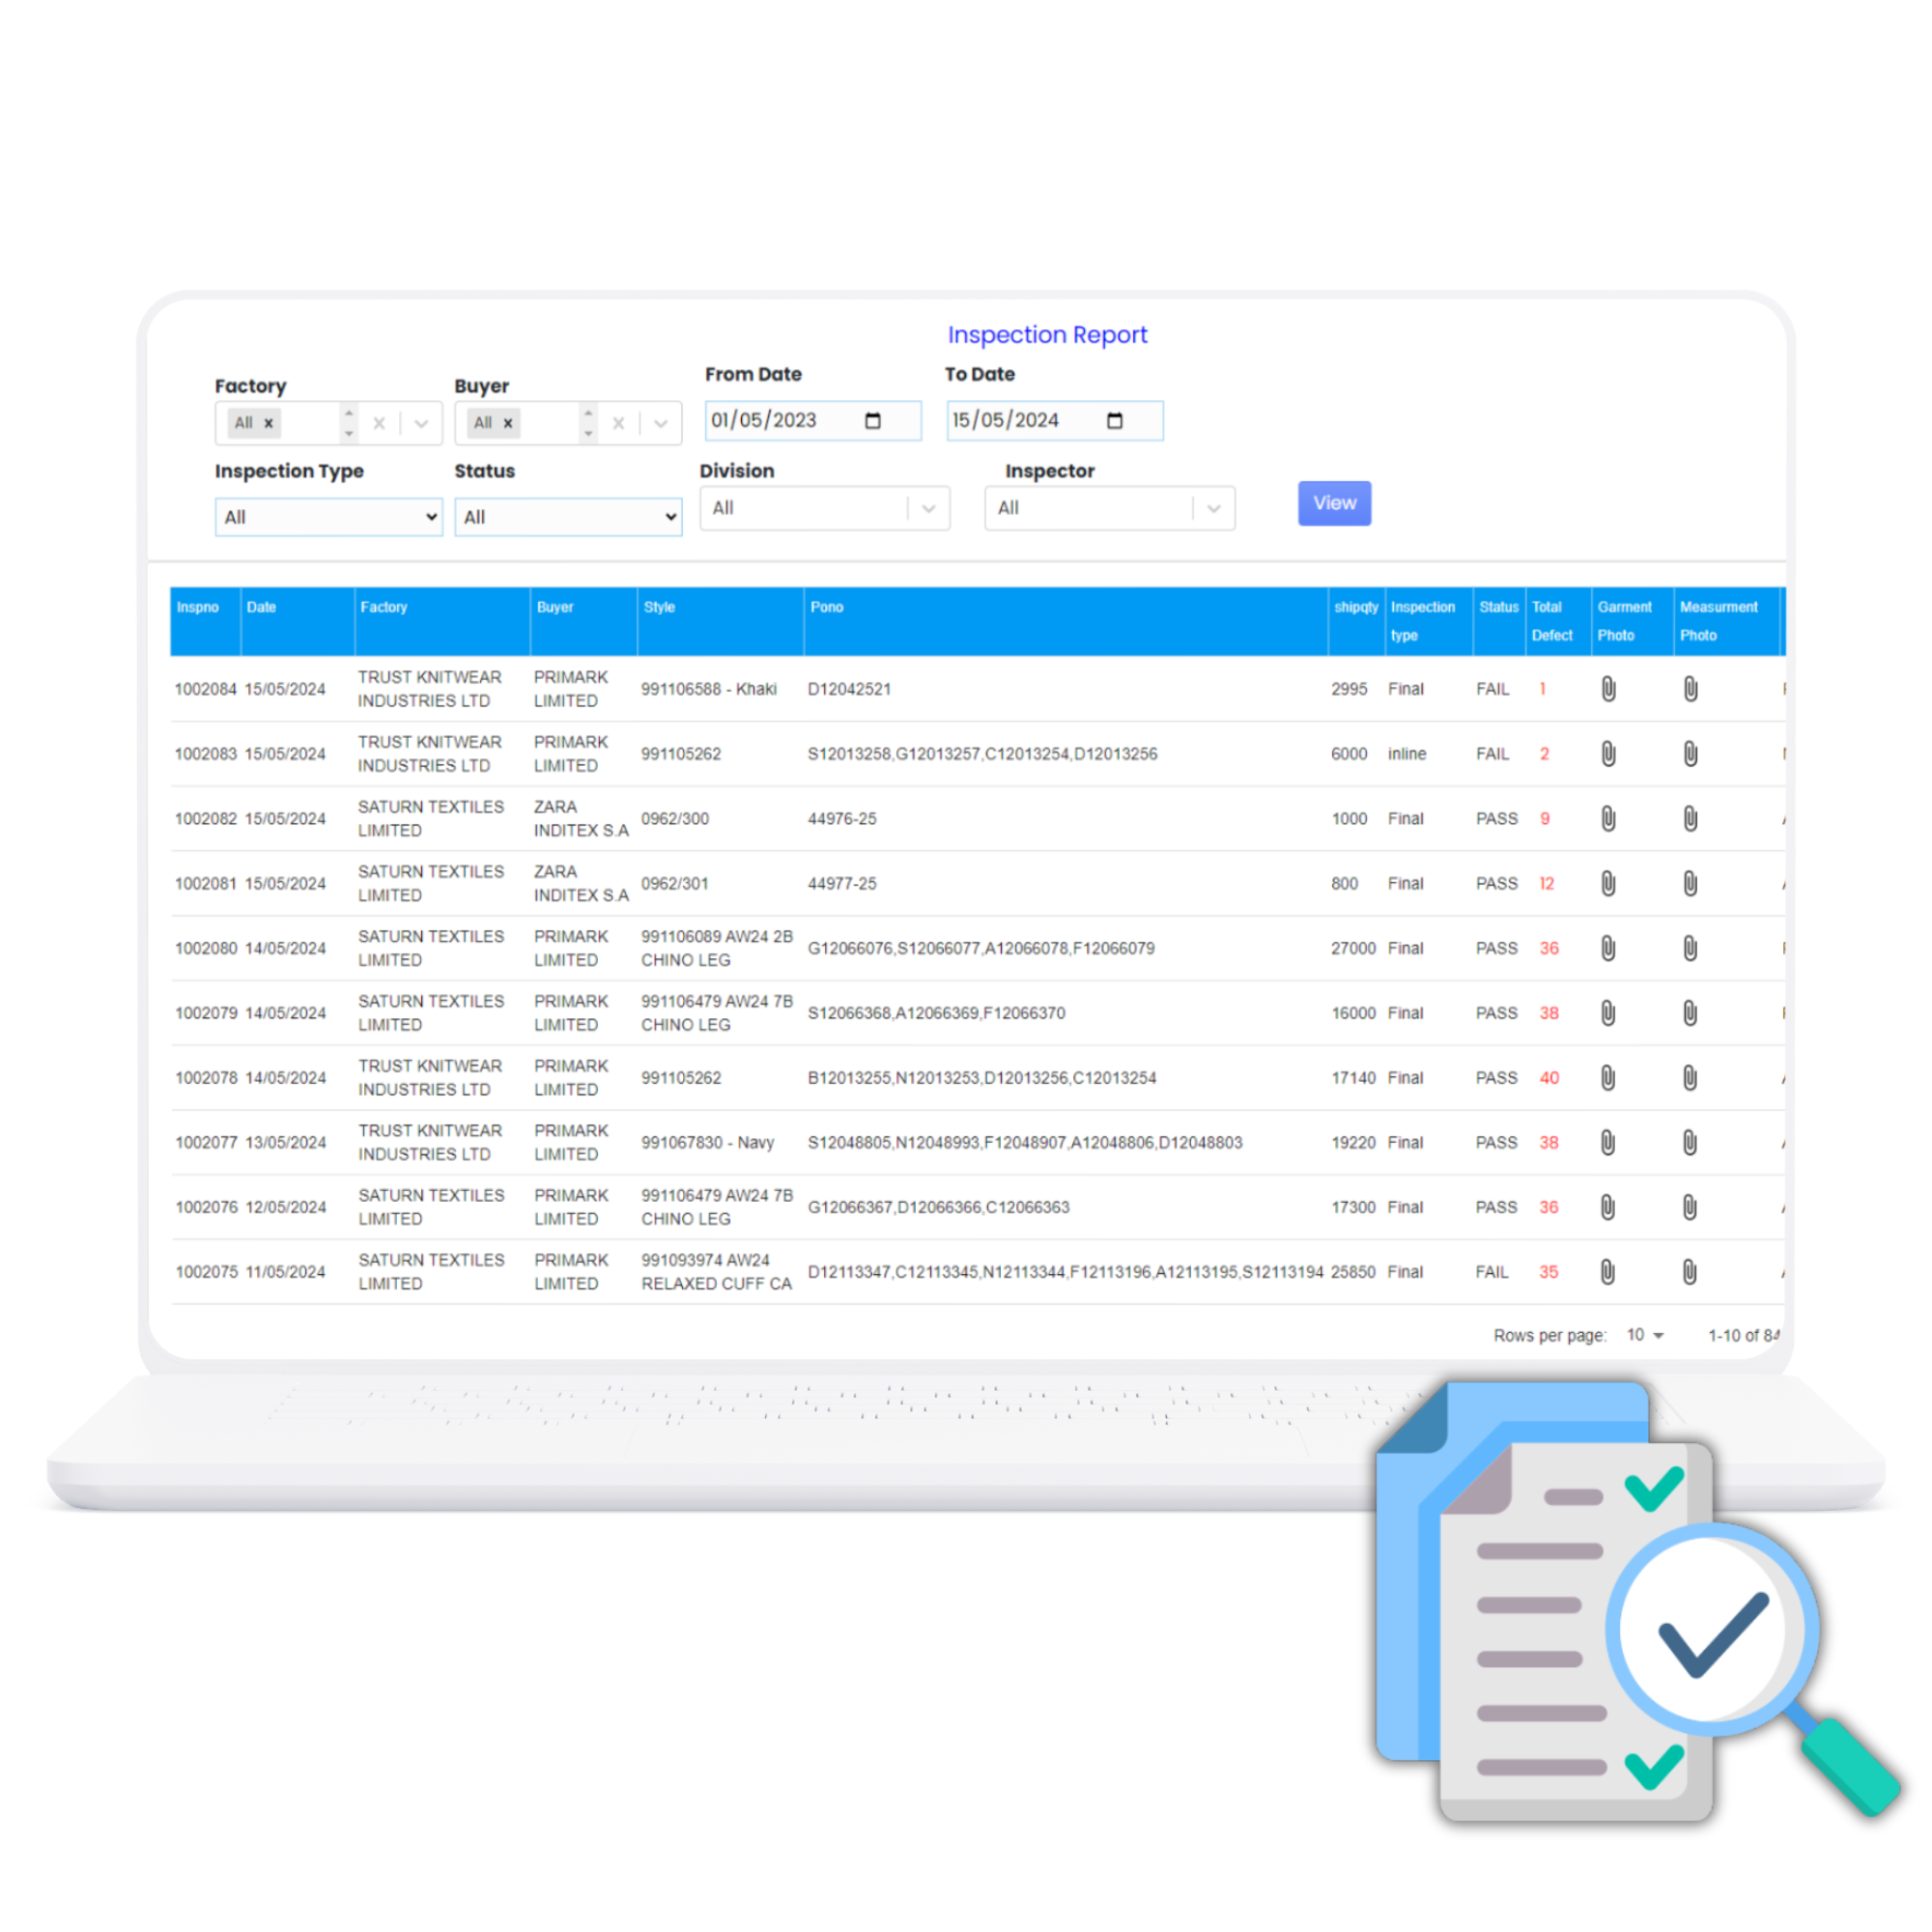 Inspection Report
Factory Buyer From Date To Date
All × All × 01/05/2023 15/05/2024
Inspection Type Status Division Inspector
All All All All View
Inspno Date Factory Buyer Style Pono shipqty Inspection type Status Total Defect Garment Photo Measurment Photo
1002084 15/05/2024 TRUST KNITWEAR INDUSTRIES LTD PRIMARK LIMITED 991106588 - Khaki D12042521 2995 Final FAIL 1
1002083 15/05/2024 TRUST KNITWEAR INDUSTRIES LTD PRIMARK LIMITED 991105262 S12013258,G12013257,C12013254,D12013256 6000 inline FAIL 2
1002082 15/05/2024 SATURN TEXTILES LIMITED ZARA INDITEX S.A 0962/300 44976-25 1000 Final PASS 9
1002081 15/05/2024 SATURN TEXTILES LIMITED ZARA INDITEX S.A 0962/301 44977-25 800 Final PASS 12
1002080 14/05/2024 SATURN TEXTILES LIMITED PRIMARK LIMITED 991106089 AW24 2B CHINO LEG G12066076,S12066077,A12066078,F12066079 27000 Final PASS 36
1002079 14/05/2024 SATURN TEXTILES LIMITED PRIMARK LIMITED 991106479 AW24 7B CHINO LEG S12066368,A12066369,F12066370 16000 Final PASS 38
1002078 14/05/2024 TRUST KNITWEAR INDUSTRIES LTD PRIMARK LIMITED 991105262 B12013255,N12013253,D12013256,C12013254 17140 Final PASS 40
1002077 13/05/2024 TRUST KNITWEAR INDUSTRIES LTD PRIMARK LIMITED 991067830 - Navy S12048805,N12048993,F12048907,A12048806,D12048803 19220 Final PASS 38
1002076 12/05/2024 SATURN TEXTILES LIMITED PRIMARK LIMITED 991106479 AW24 7B CHINO LEG G12066367,D12066366,C12066363 17300 Final PASS 36
1002075 11/05/2024 SATURN TEXTILES LIMITED PRIMARK LIMITED 991093974 AW24 RELAXED CUFF CA D12113347,C12113345,N12113344,F12113196,A12113195,S12113194 25850 Final FAIL 35
Rows per page: 10 1-10 of